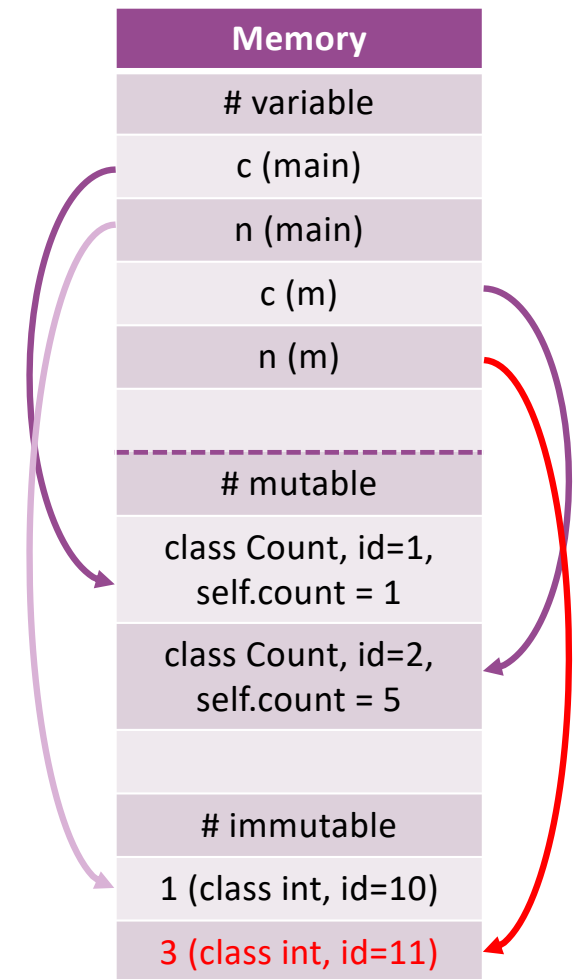 Memory
# variable
c (main)
n (main)
c (m)
n (m)
# mutable
class Count, id=1,
self.count = 1
class Count, id=2,
self.count = 5
# immutable
1 (class int, id=10)
3 (class int, id=11)